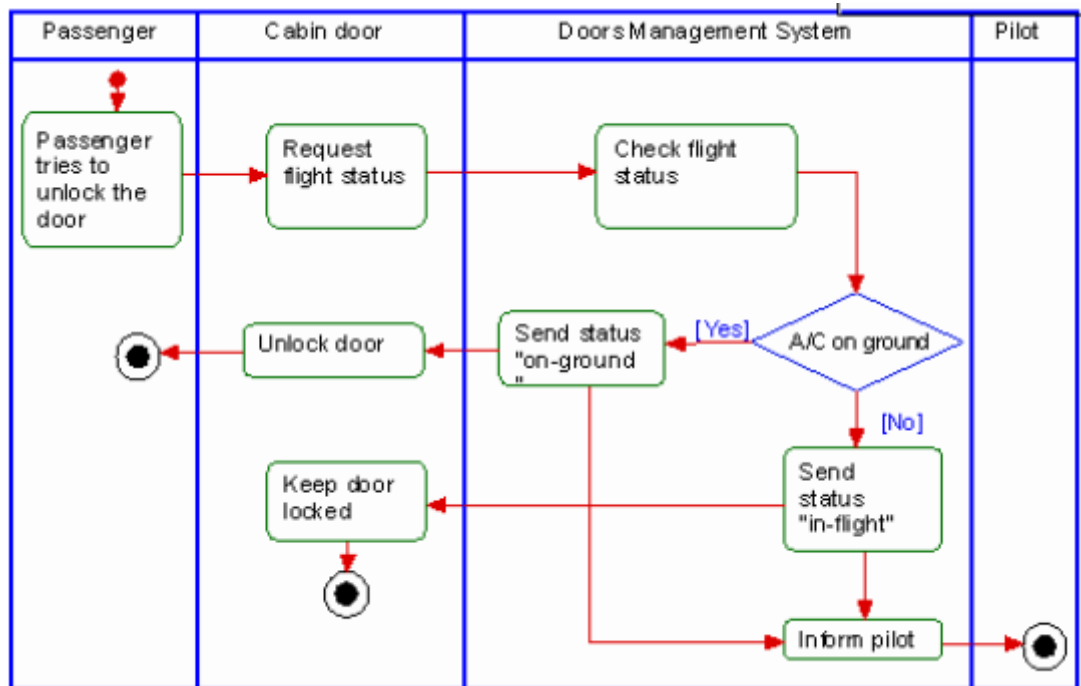 Passenger
Cabin door
Doors Management System
Pilot
Passenger
tries to
unlock the
door
Request
flight status
Check flight
status
Unlock door
Send status
"on-ground
"
[Yes]
A/C on ground
[No]
Keep door
locked
Send
status
"in-flight"
Inform pilot